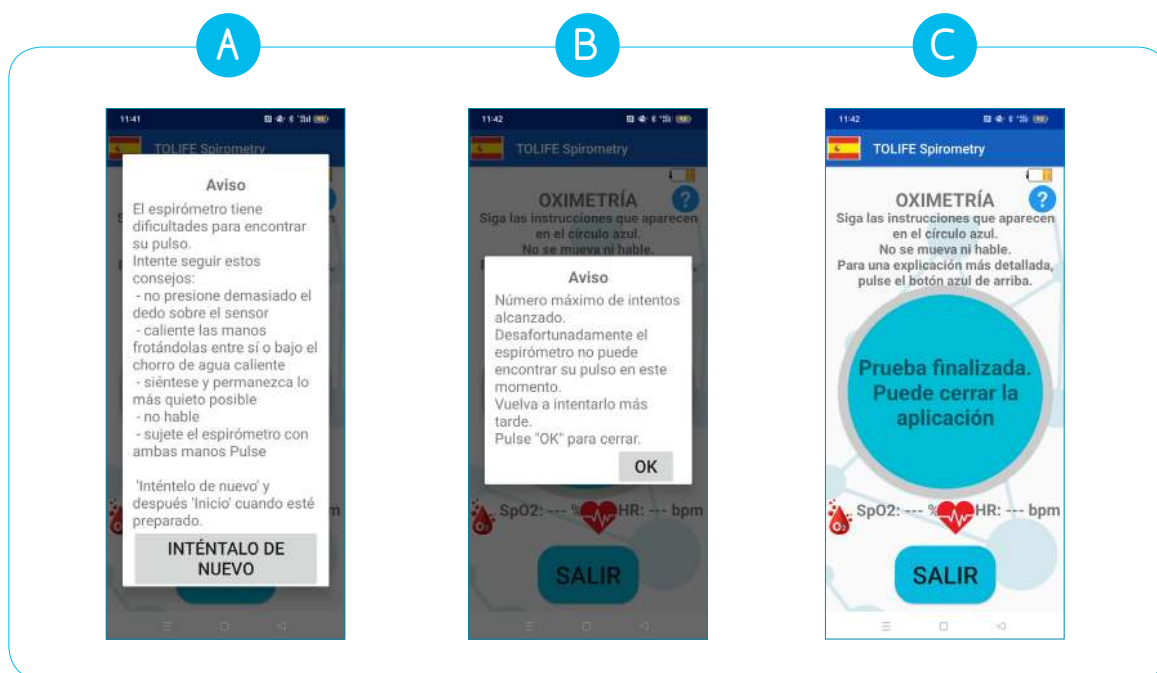 A
B
C
11:41
TOLIFE Spirometry
Aviso
El espirómetro tiene
dificultades para encontrar
su pulso.
Intente seguir estos
consejos:
- no presione demasiado el
dedo sobre el sensor
- caliente las manos
frotándolas entre sí o bajo el
chorro de agua caliente
- siéntese y permanezca lo
más quieto posible
- no hable
- sujete el espirómetro con
ambas manos Pulse
'Inténtelo de nuevo' y
después 'Inicio' cuando esté
preparado.
INTÉNTALO DE
NUEVO
11:42
TOLIFE Spirometry
OXIMETRÍA
?
Siga las instrucciones que aparecen
en el círculo azul.
No se mueva ni hable.
Aviso
Número máximo de intentos
alcanzado.
Desafortunadamente el
espirómetro no puede
encontrar su pulso en este
momento.
Vuelva a intentarlo más
tarde.
Pulse "OK" para cerrar.
OK
SpO2: --- % HR: --- bpm
SALIR
11:42
TOLIFE Spirometry
OXIMETRÍA
?
Siga las instrucciones que aparecen
en el círculo azul.
No se mueva ni hable.
Para una explicación más detallada,
pulse el botón azul de arriba.
Prueba finalizada.
Puede cerrar la
aplicación
SpO2: --- % HR: --- bpm
SALIR